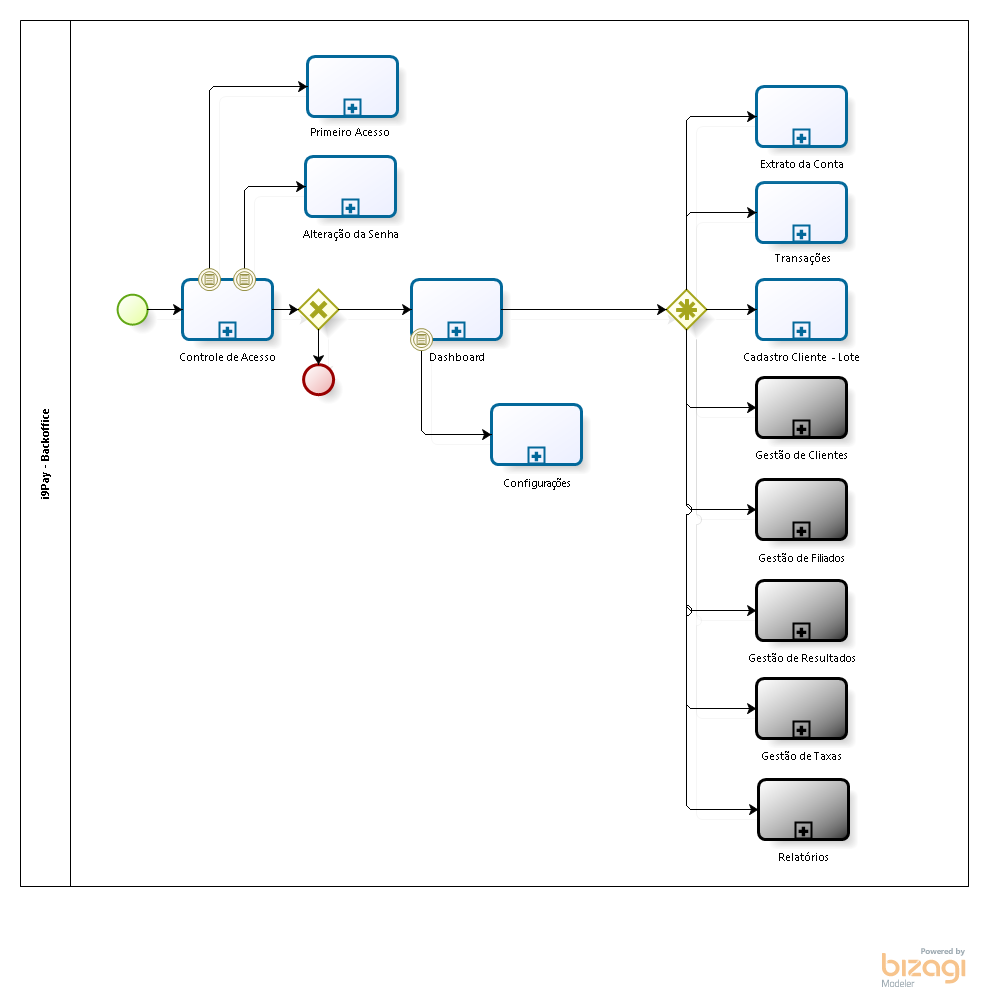 i9Pay - Backoffice
Primeiro Acesso
Alteração da Senha
Controle de Acesso
Dashboard
Configurações
Extrato da Conta
Transações
Cadastro Cliente - Lote
Gestão de Clientes
Gestão de Filiados
Gestão de Resultados
Gestão de Taxas
Relatórios
Powered by
bizagi
Modeler